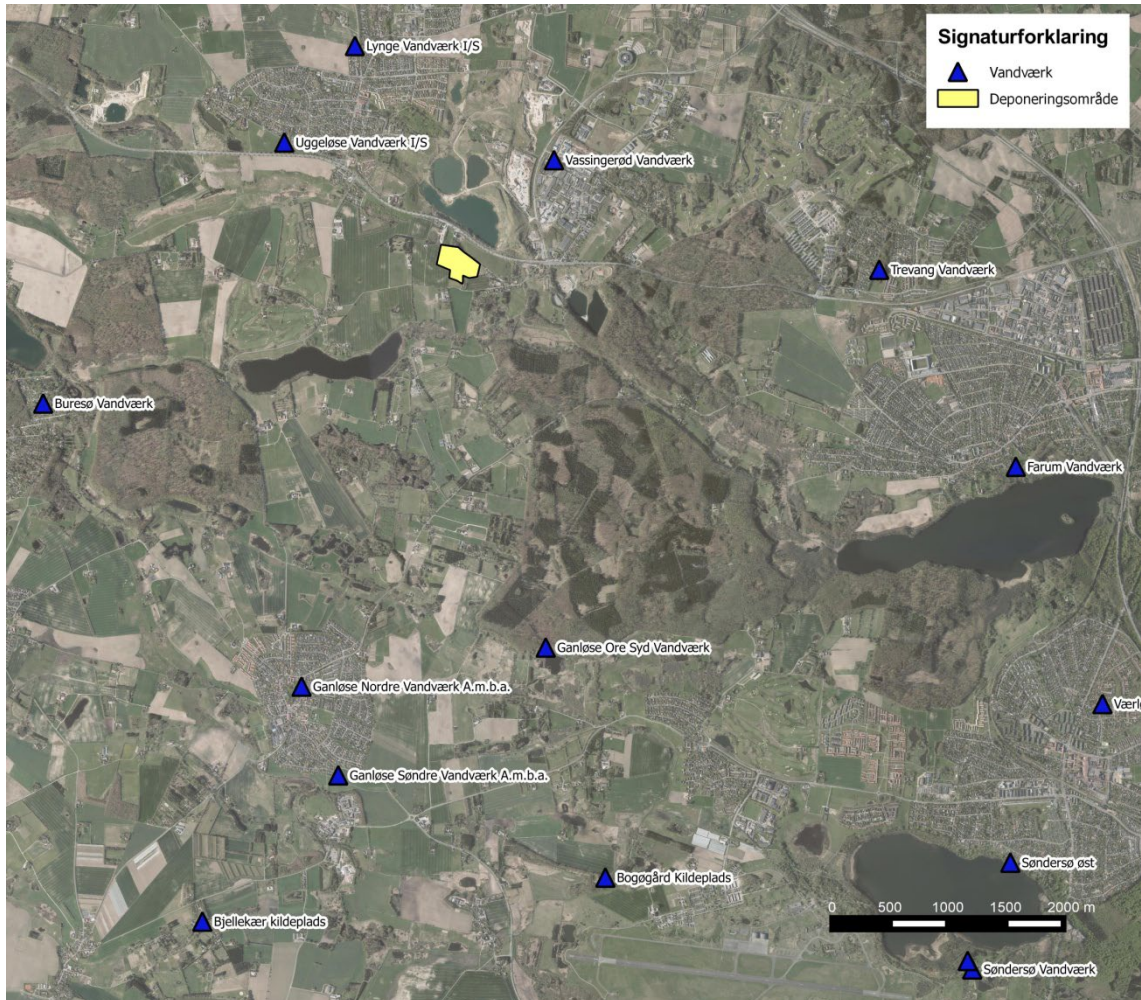 Signaturforklaring
Vandværk
Deponeringsområde
Lynge Vandværk I/S
Uggeløse Vandværk I/S
Vassingerød Vandværk
Trevang Vandværk
Buresø Vandværk
Farum Vandværk
Ganløse Ore Syd Vandværk
Ganløse Nordre Vandværk A.m.b.a.
Værlø
Ganløse Søndre Vandværk A.m.b.a.
Søndersø øst
Bogøgård Kildeplads
Bjellekær kildeplads
0 500 1000 1500 2000 m
Søndersø Vandværk